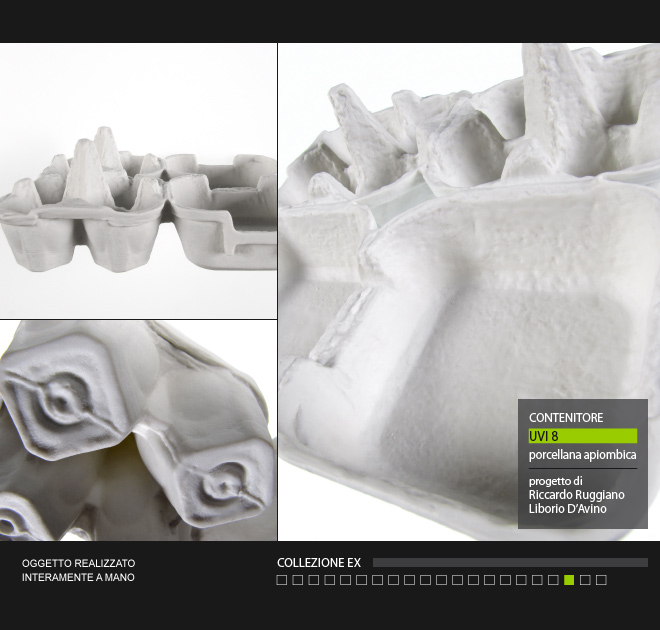 CONTENITORE
UVI 8
porcellana apiombica
progetto di
Riccardo Ruggiano
Liborio D'Avino
OGGETTO REALIZZATO
INTERAMENTE A MANO
COLLEZIONE EX